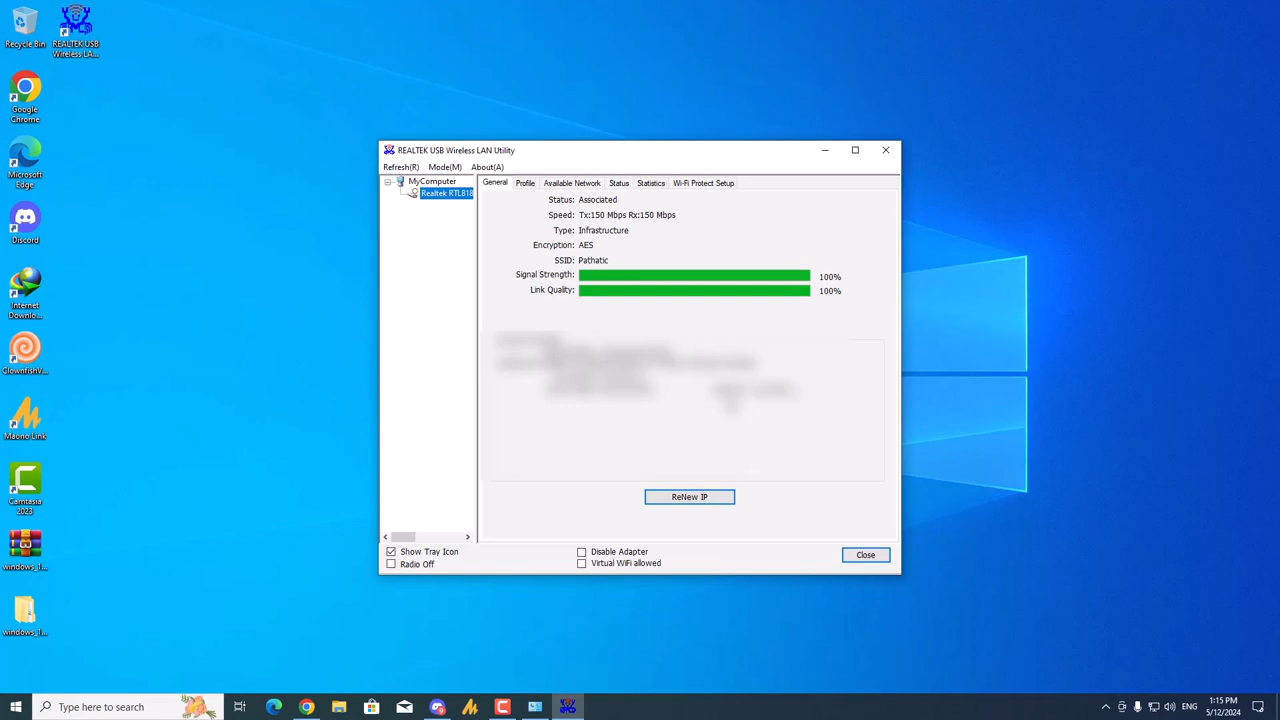 Recycle Bin
REALTEK USB
Wireless LA...
Google
Chrome
Microsoft
Edge
Discord
Internet
Downlo...
ClownfishV...
Maono Link
Camtasia
2023
windows_1...
windows_1...
REALTEK USB Wireless LAN Utility
Refresh(R) Mode(M) About(A)
MyComputer
Realtek RTL818
General Profile Available Network Status Statistics Wi-Fi Protect Setup
Status: Associated
Speed: Tx:150 Mbps Rx:150 Mbps
Type: Infrastructure
Encryption: AES
SSID: Pathatic
Signal Strength: 100%
Link Quality: 100%
ReNew IP
Show Tray Icon
Radio Off
Disable Adapter
Virtual WiFi allowed
Close
Type here to search
ENG
1:15 PM
5/12/2024